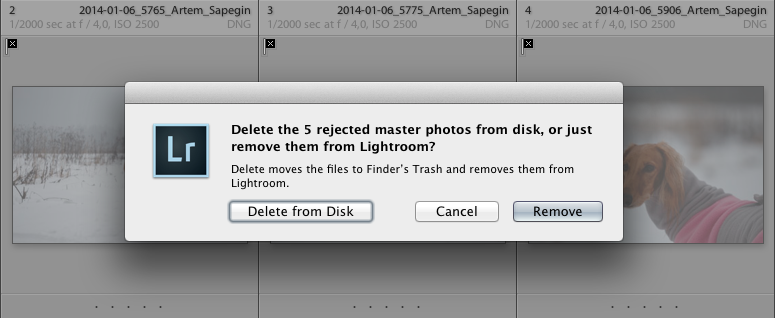 2 2014-01-06_5765_Artem_Sapegin
1/2000 sec at f / 4,0, ISO 2500 DNG
3 2014-01-06_5775_Artem_Sapegin
1/2000 sec at f / 4,0, ISO 2500 DNG
4 2014-01-06_5906_Artem_Sapegin
1/2000 sec at f / 4,0, ISO 2500 DNG
Lr
Delete the 5 rejected master photos from disk, or just
remove them from Lightroom?
Delete moves the files to Finder's Trash and removes them from
Lightroom.
Delete from Disk Cancel Remove